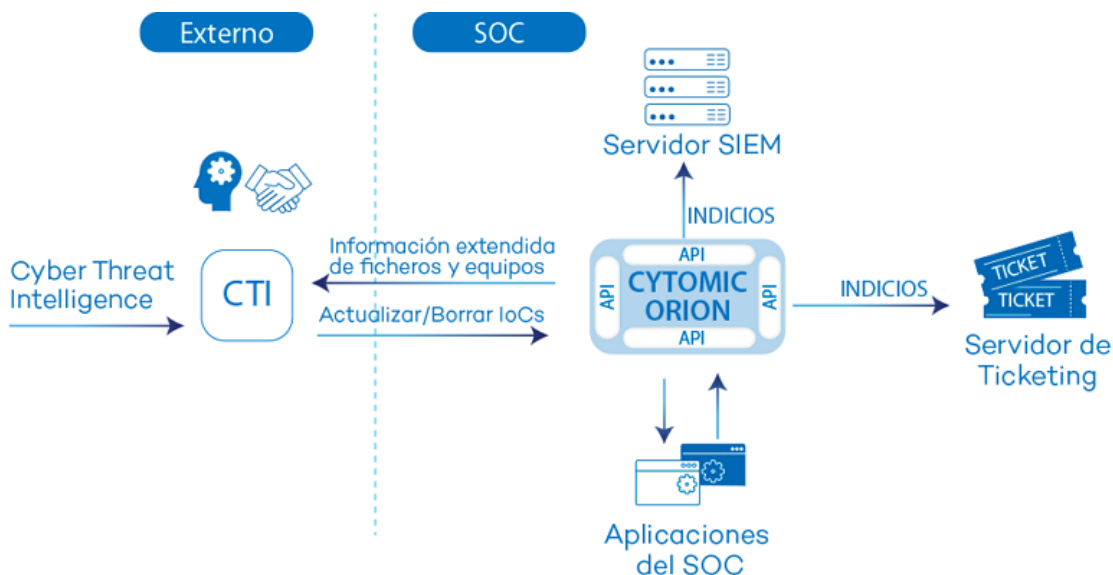 Externo
SOC
Servidor SIEM
INDICIOS
Información extendida
de ficheros y equipos
Cyber Threat
Intelligence
CTI
Actualizar/Borrar IoCs
API
API
CYTOMIC
ORION
API
API
INDICIOS
TICKET
TICKET
Servidor de
Ticketing
Aplicaciones
del SOC